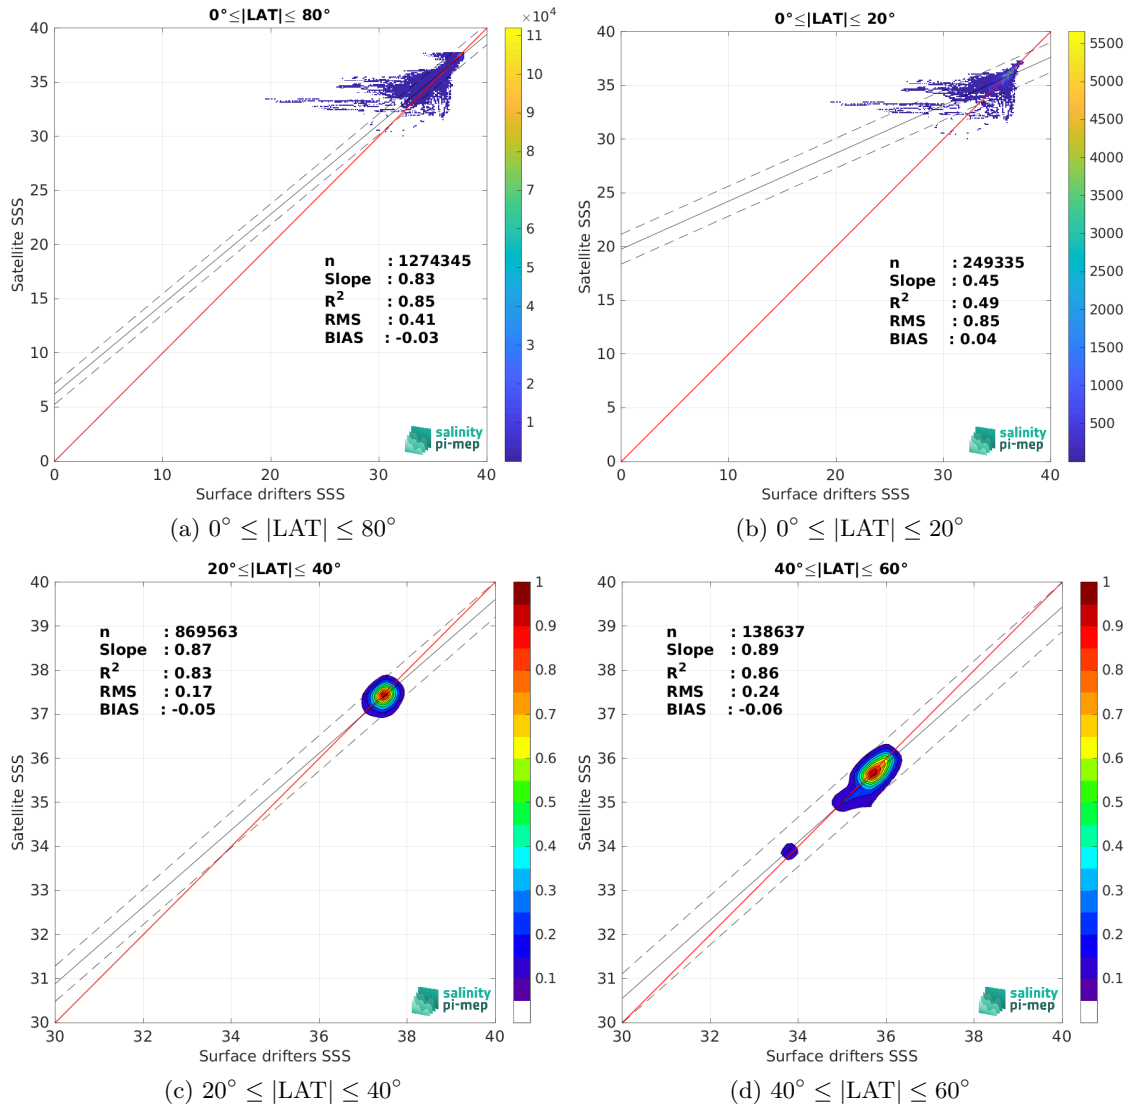 0°≤|LAT|≤ 80°
×10⁴
40
35
30
25
20
15
10
5
0
0 10 20 30 40
Satellite SSS
Surface drifters SSS
n : 1274345
Slope : 0.83
R² : 0.85
RMS : 0.41
BIAS : -0.03
salinity
pi-mep
11
10
9
8
7
6
5
4
3
2
1
(a) 0° ≤ |LAT| ≤ 80°
0°≤|LAT|≤ 20°
40
35
30
25
20
15
10
5
0
0 10 20 30 40
Satellite SSS
Surface drifters SSS
n : 249335
Slope : 0.45
R² : 0.49
RMS : 0.85
BIAS : 0.04
salinity
pi-mep
5500
5000
4500
4000
3500
3000
2500
2000
1500
1000
500
(b) 0° ≤ |LAT| ≤ 20°
20°≤|LAT|≤ 40°
40
39
38
37
36
35
34
33
32
31
30
30 32 34 36 38 40
Satellite SSS
Surface drifters SSS
n : 869563
Slope : 0.87
R² : 0.83
RMS : 0.17
BIAS : -0.05
salinity
pi-mep
1
0.9
0.8
0.7
0.6
0.5
0.4
0.3
0.2
0.1
(c) 20° ≤ |LAT| ≤ 40°
40°≤|LAT|≤ 60°
40
39
38
37
36
35
34
33
32
31
30
30 32 34 36 38 40
Satellite SSS
Surface drifters SSS
n : 138637
Slope : 0.89
R² : 0.86
RMS : 0.24
BIAS : -0.06
salinity
pi-mep
1
0.9
0.8
0.7
0.6
0.5
0.4
0.3
0.2
0.1
(d) 40° ≤ |LAT| ≤ 60°